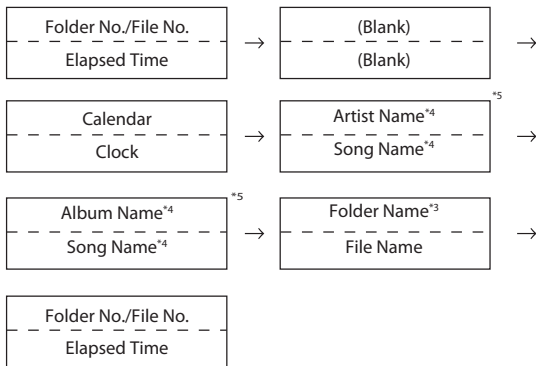 Folder No./File No.
Elapsed Time
→
(Blank)
(Blank)
→
Calendar
Clock
→
Artist Name*4
Song Name*4
*5
→
Album Name*4
Song Name*4
*5
→
Folder Name*3
File Name
→
Folder No./File No.
Elapsed Time